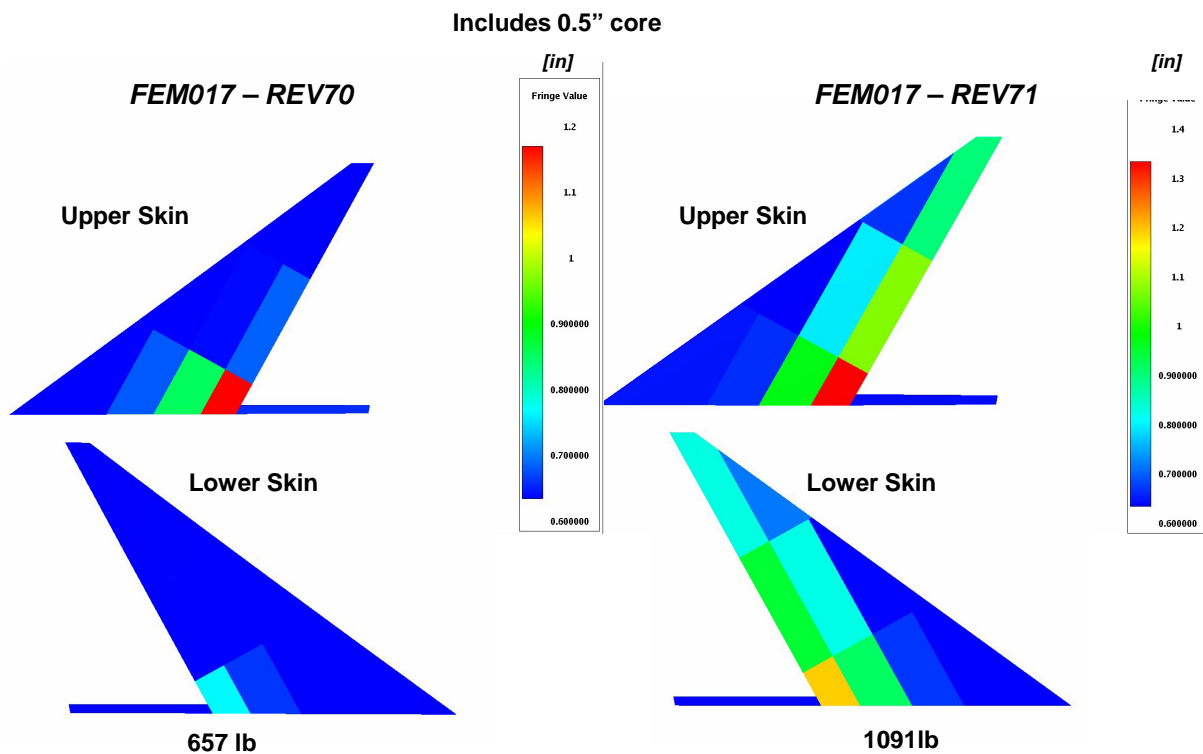 Includes 0.5” core
[in]
FEM017 – REV70
Fringe Value
1.2
1.1
1
0.900000
0.800000
0.700000
0.600000
Upper Skin
Lower Skin
657 lb
[in]
FEM017 – REV71
Fringe Value
1.4
1.3
1.2
1.1
1
0.900000
0.800000
0.700000
0.600000
Upper Skin
Lower Skin
1091lb